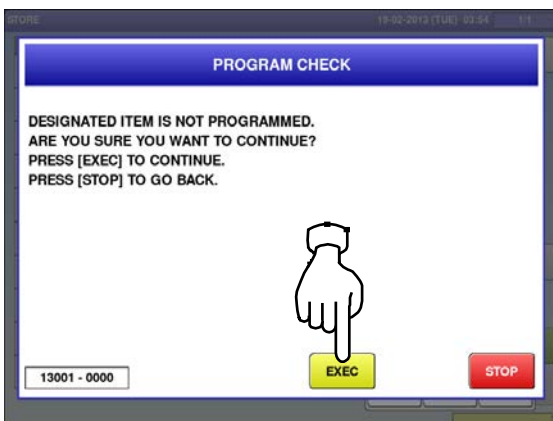 STORE 19-02-2013 (TUE) 03:54 1/1
PROGRAM CHECK
DESIGNATED ITEM IS NOT PROGRAMMED.
ARE YOU SURE YOU WANT TO CONTINUE?
PRESS [EXEC] TO CONTINUE.
PRESS [STOP] TO GO BACK.
13001 - 0000 EXEC STOP